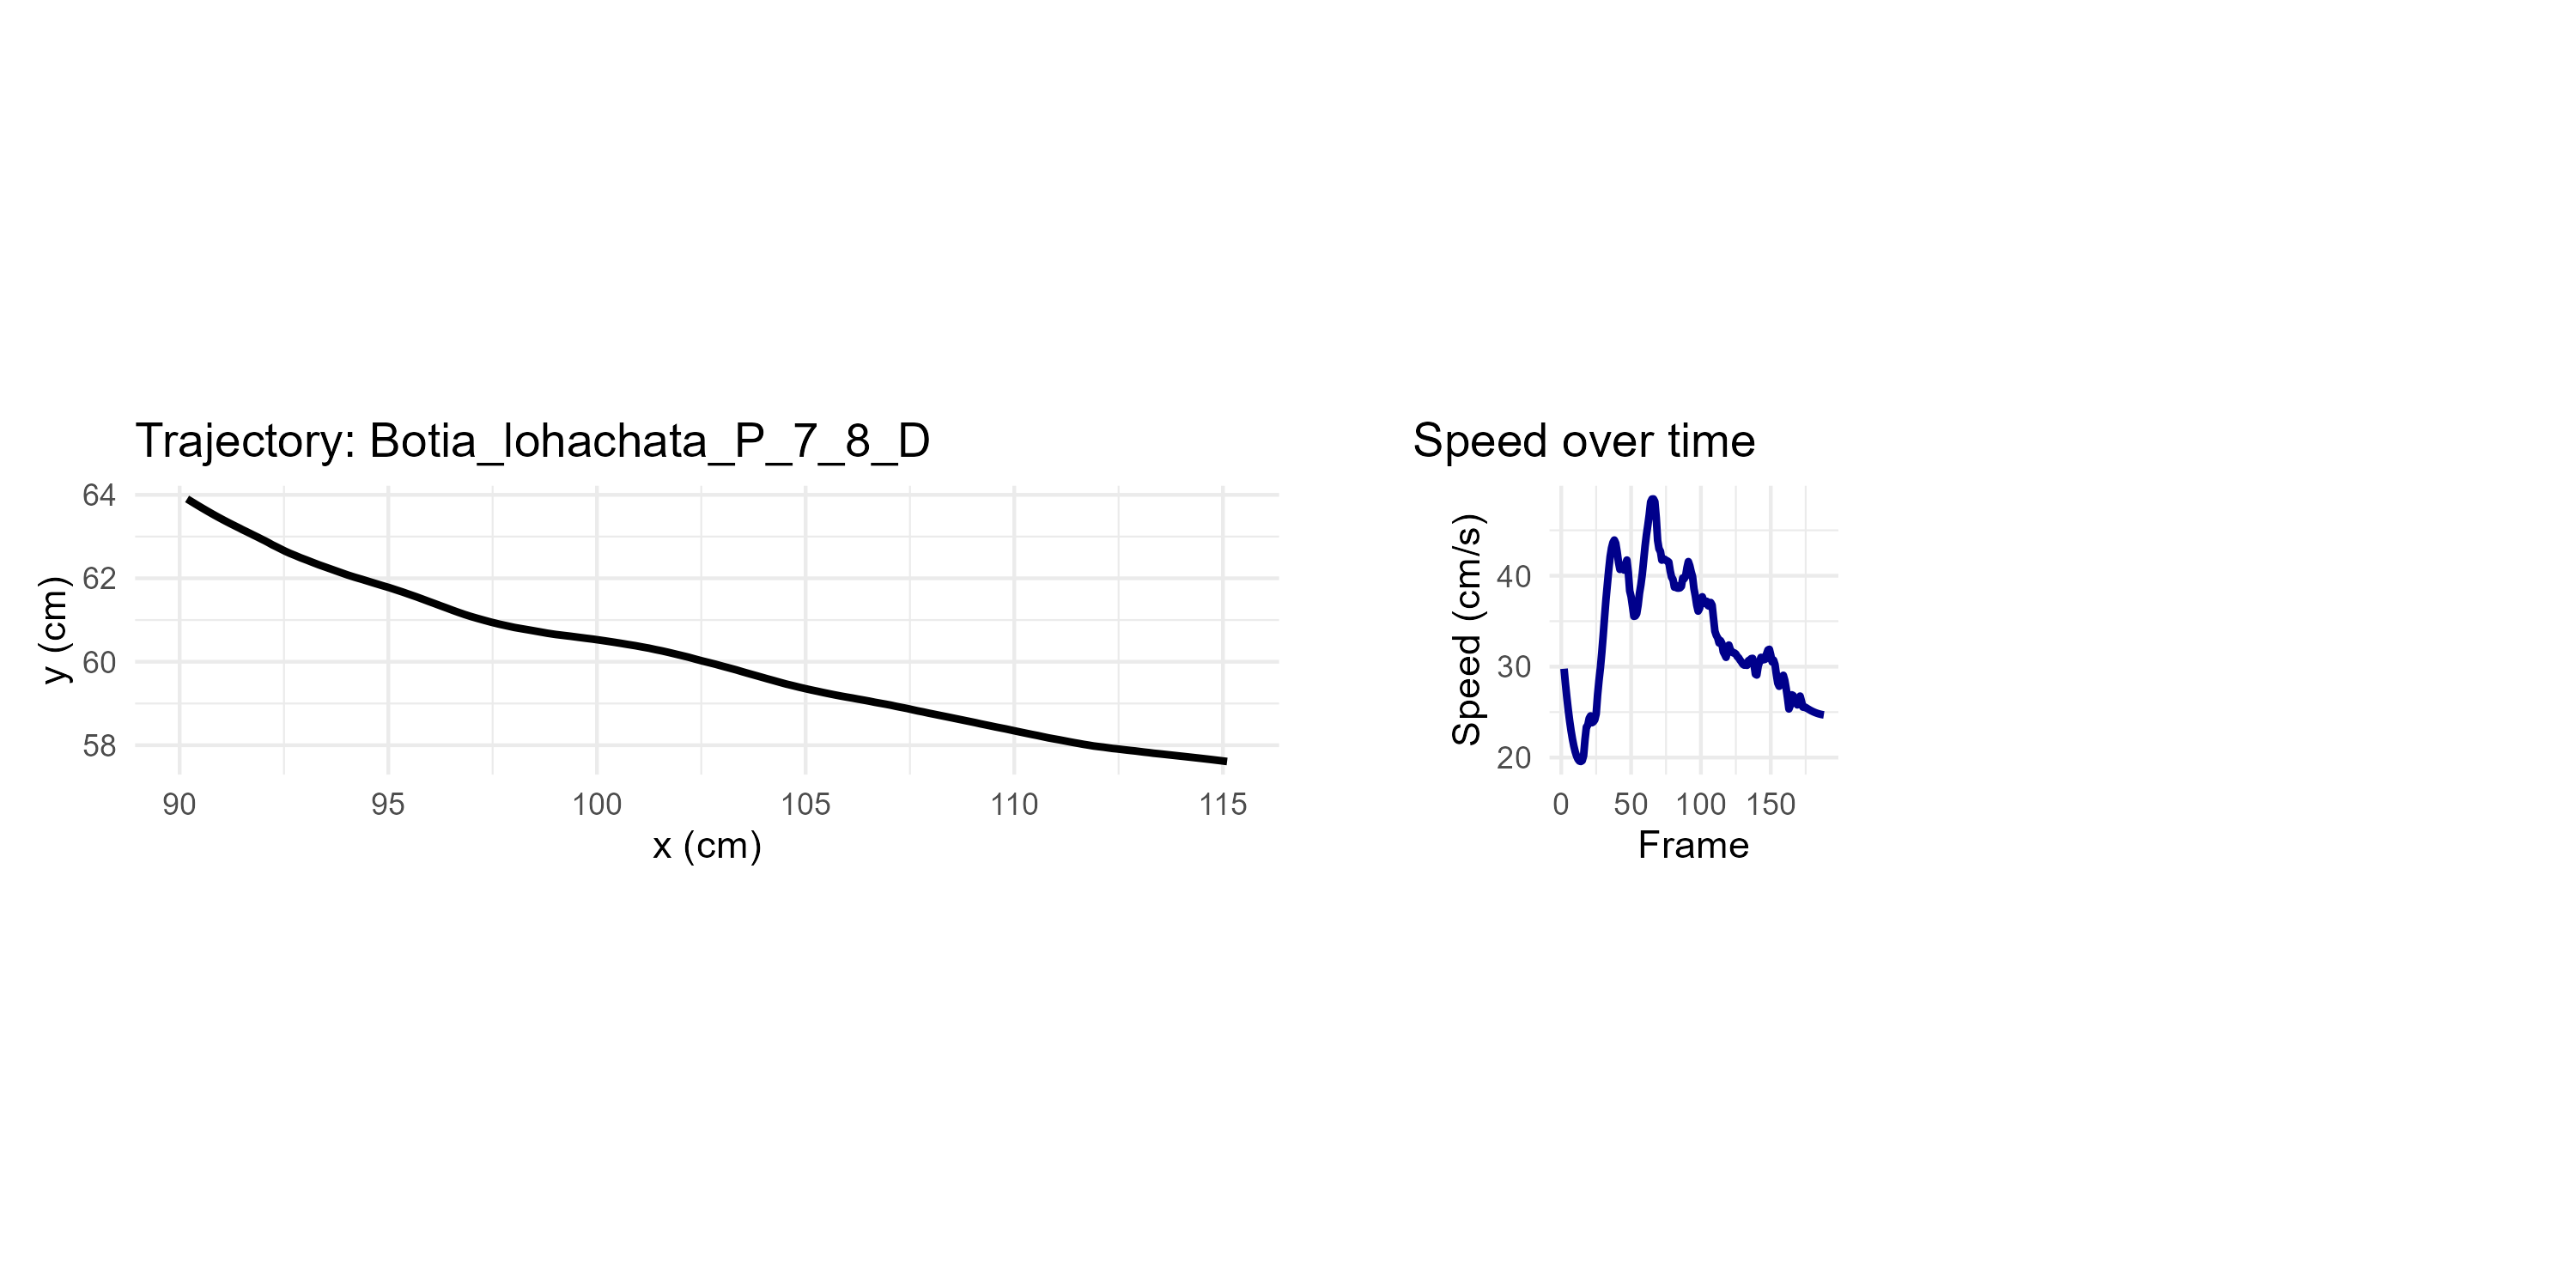 Trajectory: Botia_lohachata_P_7_8_D
64
62
60
58
y (cm)
90 95 100 105 110 115
x (cm)
Speed over time
40
30
20
Speed (cm/s)
0 50 100 150
Frame